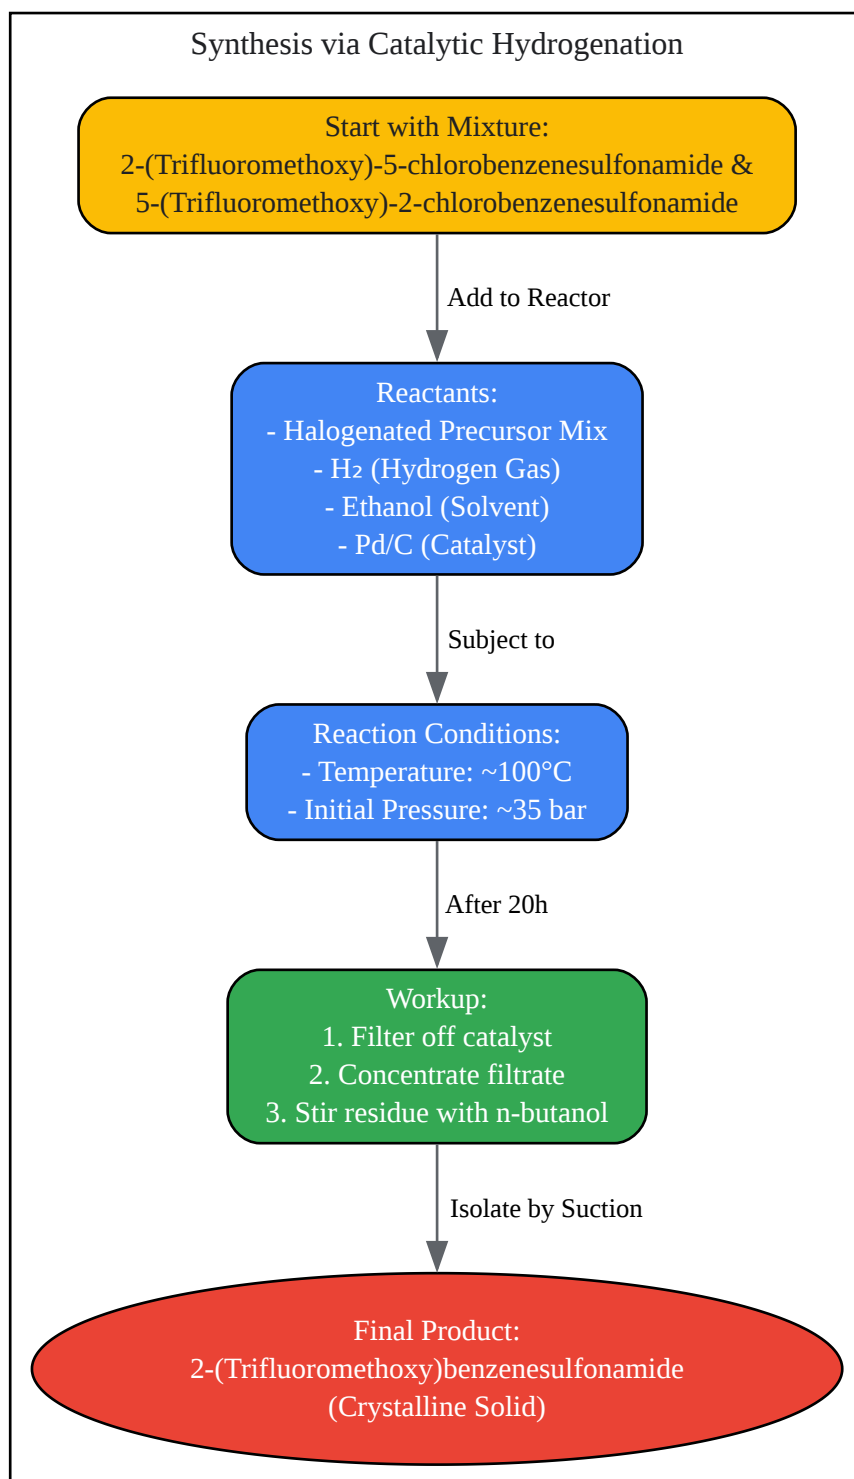 Synthesis via Catalytic Hydrogenation
Start with Mixture:
2-(Trifluoromethoxy)-5-chlorobenzenesulfonamide &
5-(Trifluoromethoxy)-2-chlorobenzenesulfonamide
Add to Reactor
Reactants:
- Halogenated Precursor Mix
- H₂ (Hydrogen Gas)
- Ethanol (Solvent)
- Pd/C (Catalyst)
Subject to
Reaction Conditions:
- Temperature: ~100°C
- Initial Pressure: ~35 bar
After 20h
Workup:
1. Filter off catalyst
2. Concentrate filtrate
3. Stir residue with n-butanol
Isolate by Suction
Final Product:
2-(Trifluoromethoxy)benzenesulfonamide
(Crystalline Solid)